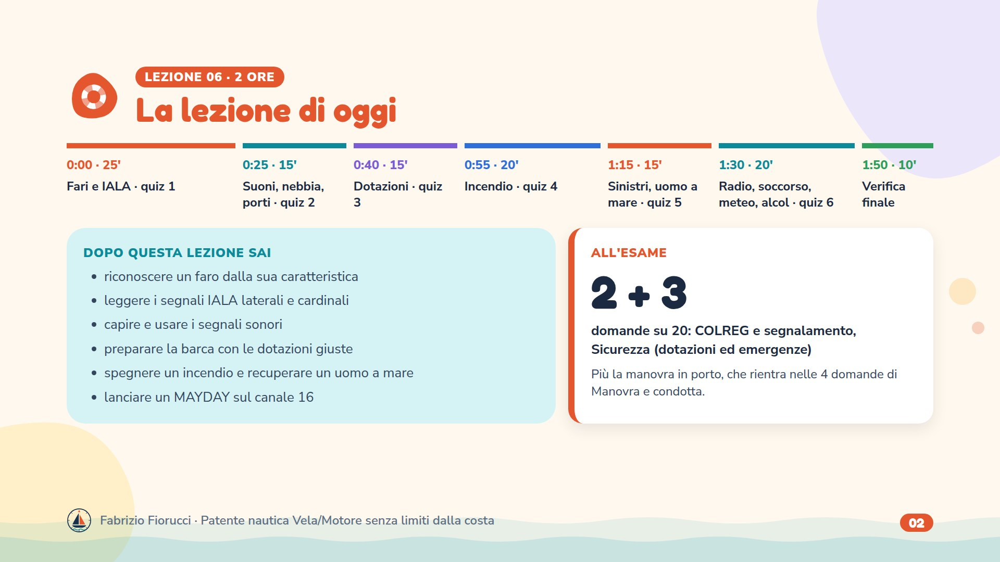 LEZIONE 06 · 2 ORE
La lezione di oggi
0:00 · 25'
Fari e IALA · quiz 1
0:25 · 15'
Suoni, nebbia,
porti · quiz 2
0:40 · 15'
Dotazioni · quiz
3
0:55 · 20'
Incendio · quiz 4
1:15 · 15'
Sinistri, uomo a
mare · quiz 5
1:30 · 20'
Radio, soccorso,
meteo, alcol · quiz 6
1:50 · 10'
Verifica
finale
DOPO QUESTA LEZIONE SAI
• riconoscere un faro dalla sua caratteristica
• leggere i segnali IALA laterali e cardinali
• capire e usare i segnali sonori
• preparare la barca con le dotazioni giuste
• spegnere un incendio e recuperare un uomo a mare
• lanciare un MAYDAY sul canale 16
ALL'ESAME
2 + 3
domande su 20: COLREG e segnalamento,
Sicurezza (dotazioni ed emergenze)
Più la manovra in porto, che rientra nelle 4 domande di
Manovra e condotta.
Fabrizio Fiorucci · Patente nautica Vela/Motore senza limiti dalla costa
02